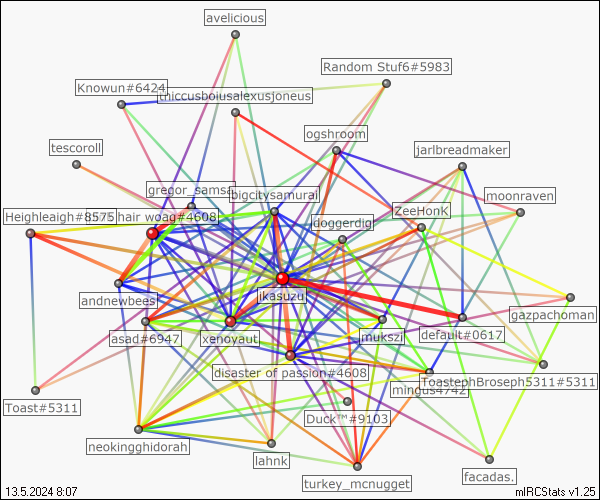 avelicious
Random Stuf6#5983
Knowun#6424
thiccusboiusalexusjoneus
ogshroom
tescoroll
jarlbreadmaker
gregor_samsa
bigcitysamurai
moonraven
ZeeHonK
Heighleaigh#8575
hair woag#4608
doggerdig
jkasuzu
andnewbees
gazpachoman
asad#6947
xenoyaut
mukszi
default#0617
disaster of passion#4608
ToastephBroseph5311#5311
mingus4742
Toast#5311
Duck™#9103
neokingghidorah
lahnk
turkey_mcnugget
facadas.
13.5.2024 8:07
mIRCStats v1.25